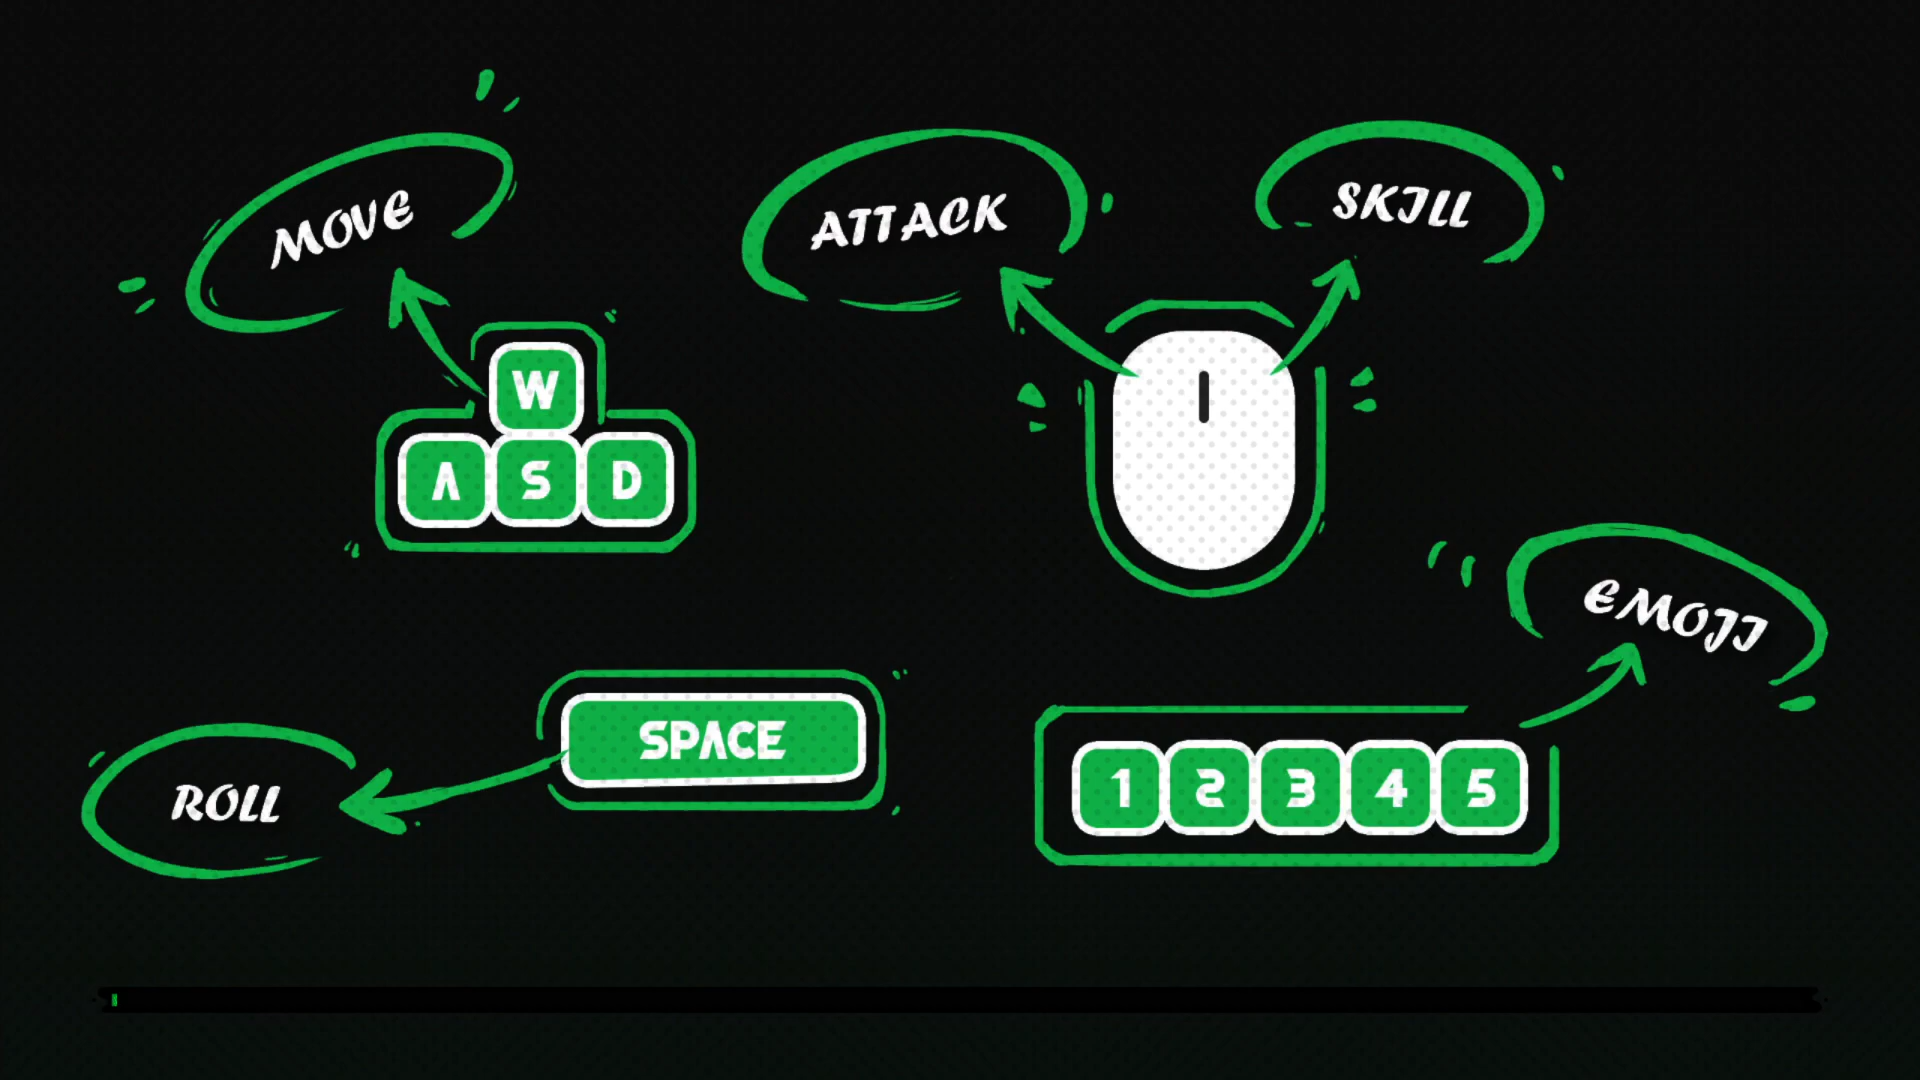 MOVE
ATTACK
SKILL
W
A S D
EMOJI
SPACE
ROLL
1 2 3 4 5